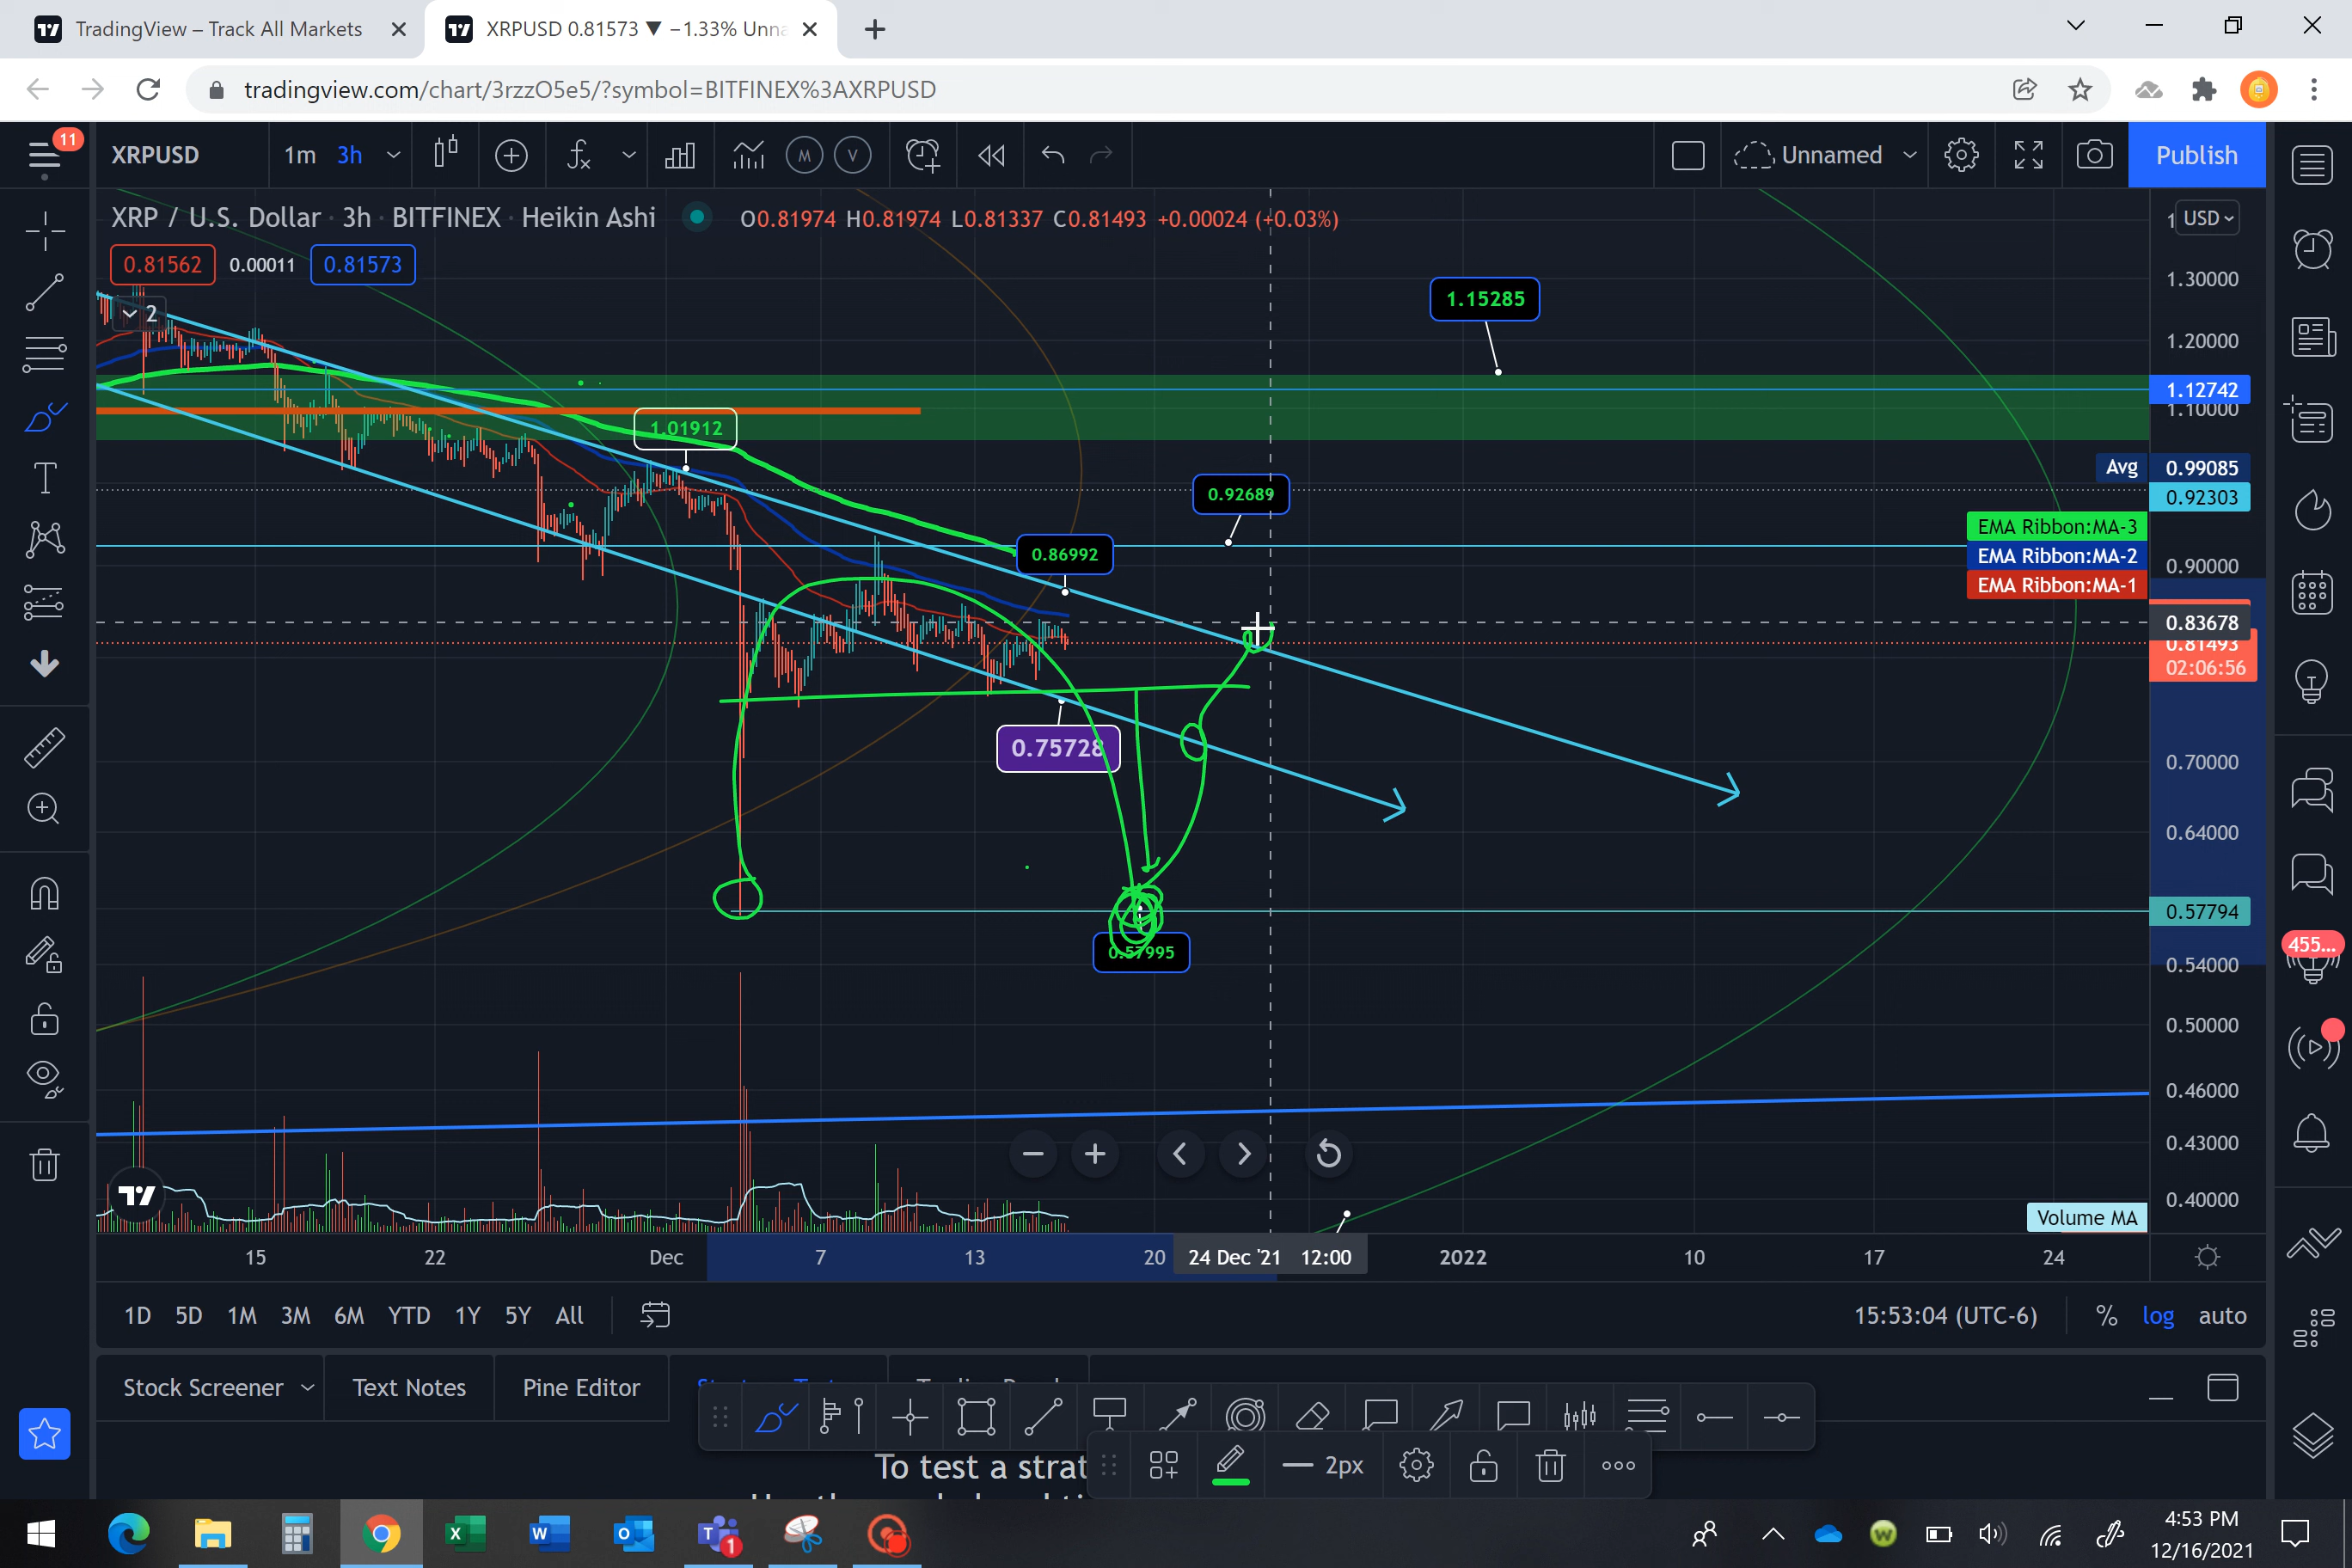 TradingView – Track All Markets
XRPUSD 0.81573 ▼ −1.33% Unna
tradingview.com/chart/3rzzO5e5/?symbol=BITFINEX%3AXRPUSD
11
XRPUSD 1m 3h M V Unnamed Publish
XRP / U.S. Dollar · 3h · BITFINEX · Heikin Ashi O0.81974 H0.81974 L0.81337 C0.81493 +0.00024 (+0.03%)
USD
0.81562 0.00011 0.81573
2
1.30000
1.15285
1.20000
1.12742
1.10000
1.01912
Avg 0.99085
0.92689
0.92303
EMA Ribbon:MA-3
0.86992
EMA Ribbon:MA-2
0.90000
EMA Ribbon:MA-1
0.83678
0.81493
02:06:56
0.75728
0.70000
0.64000
0.57794
0.57995
455...
0.54000
0.50000
0.46000
0.43000
0.40000
Volume MA
15 22 Dec 7 13 20 24 Dec '21 12:00 2022 10 17 24
1D 5D 1M 3M 6M YTD 1Y 5Y All 15:53:04 (UTC-6) % log auto
Stock Screener Text Notes Pine Editor
To test a strat
2px
4:53 PM
12/16/2021
1